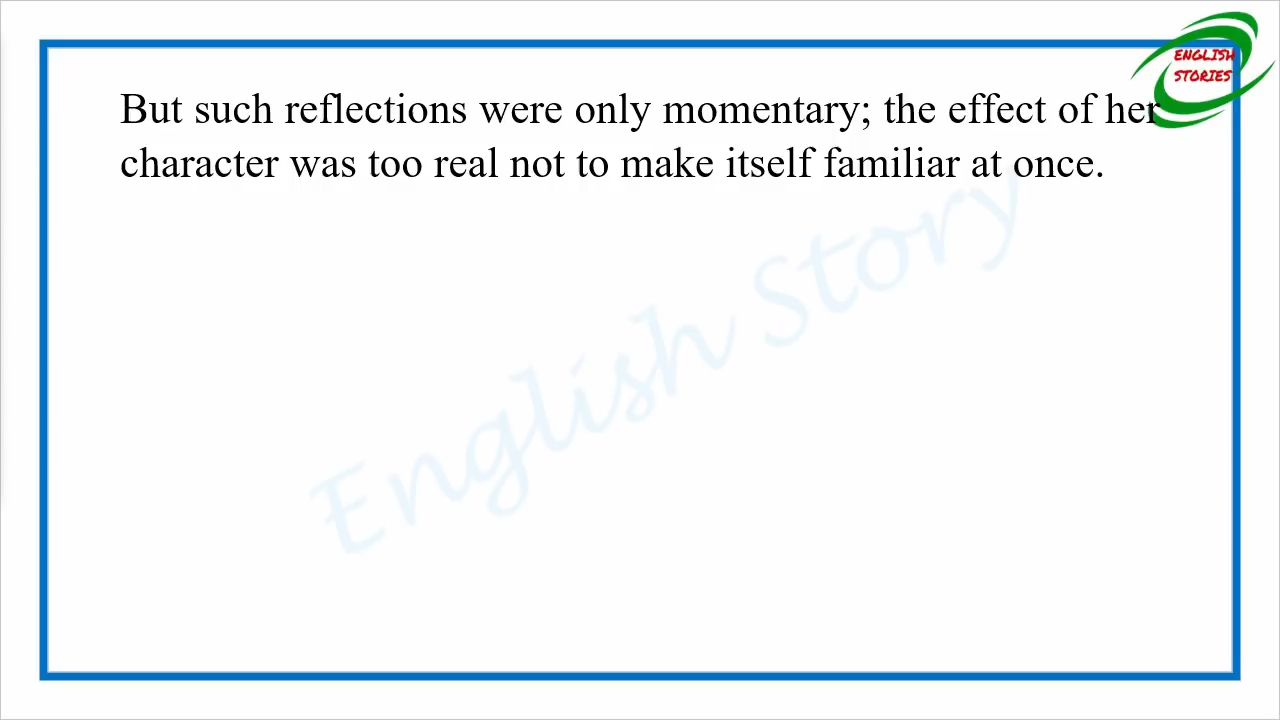 ENGLISH
STORIES
But such reflections were only momentary; the effect of her
character was too real not to make itself familiar at once.
English Story